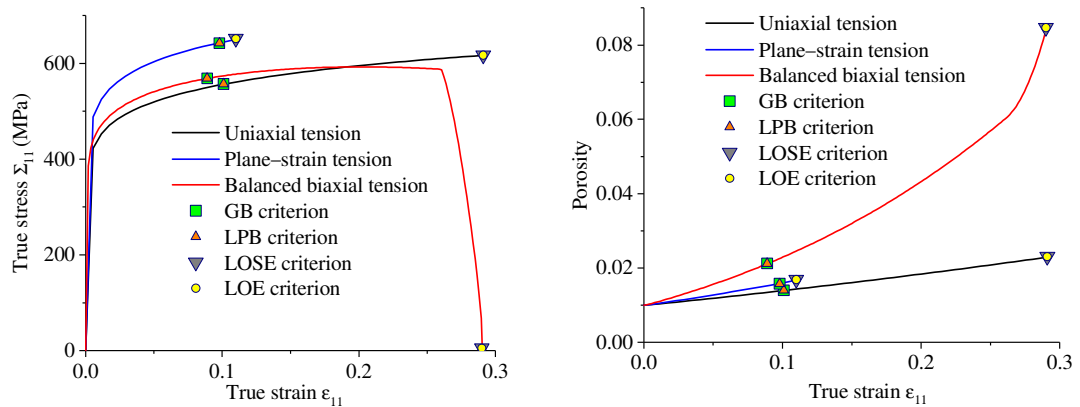 True stress Σ11 (MPa)
600
400
200
0
Uniaxial tension
Plane–strain tension
Balanced biaxial tension
GB criterion
LPB criterion
LOSE criterion
LOE criterion
0.0
0.1
0.2
0.3
True strain ε11
Porosity
0.08
0.06
0.04
0.02
0.00
Uniaxial tension
Plane–strain tension
Balanced biaxial tension
GB criterion
LPB criterion
LOSE criterion
LOE criterion
0.0
0.1
0.2
0.3
True strain ε11